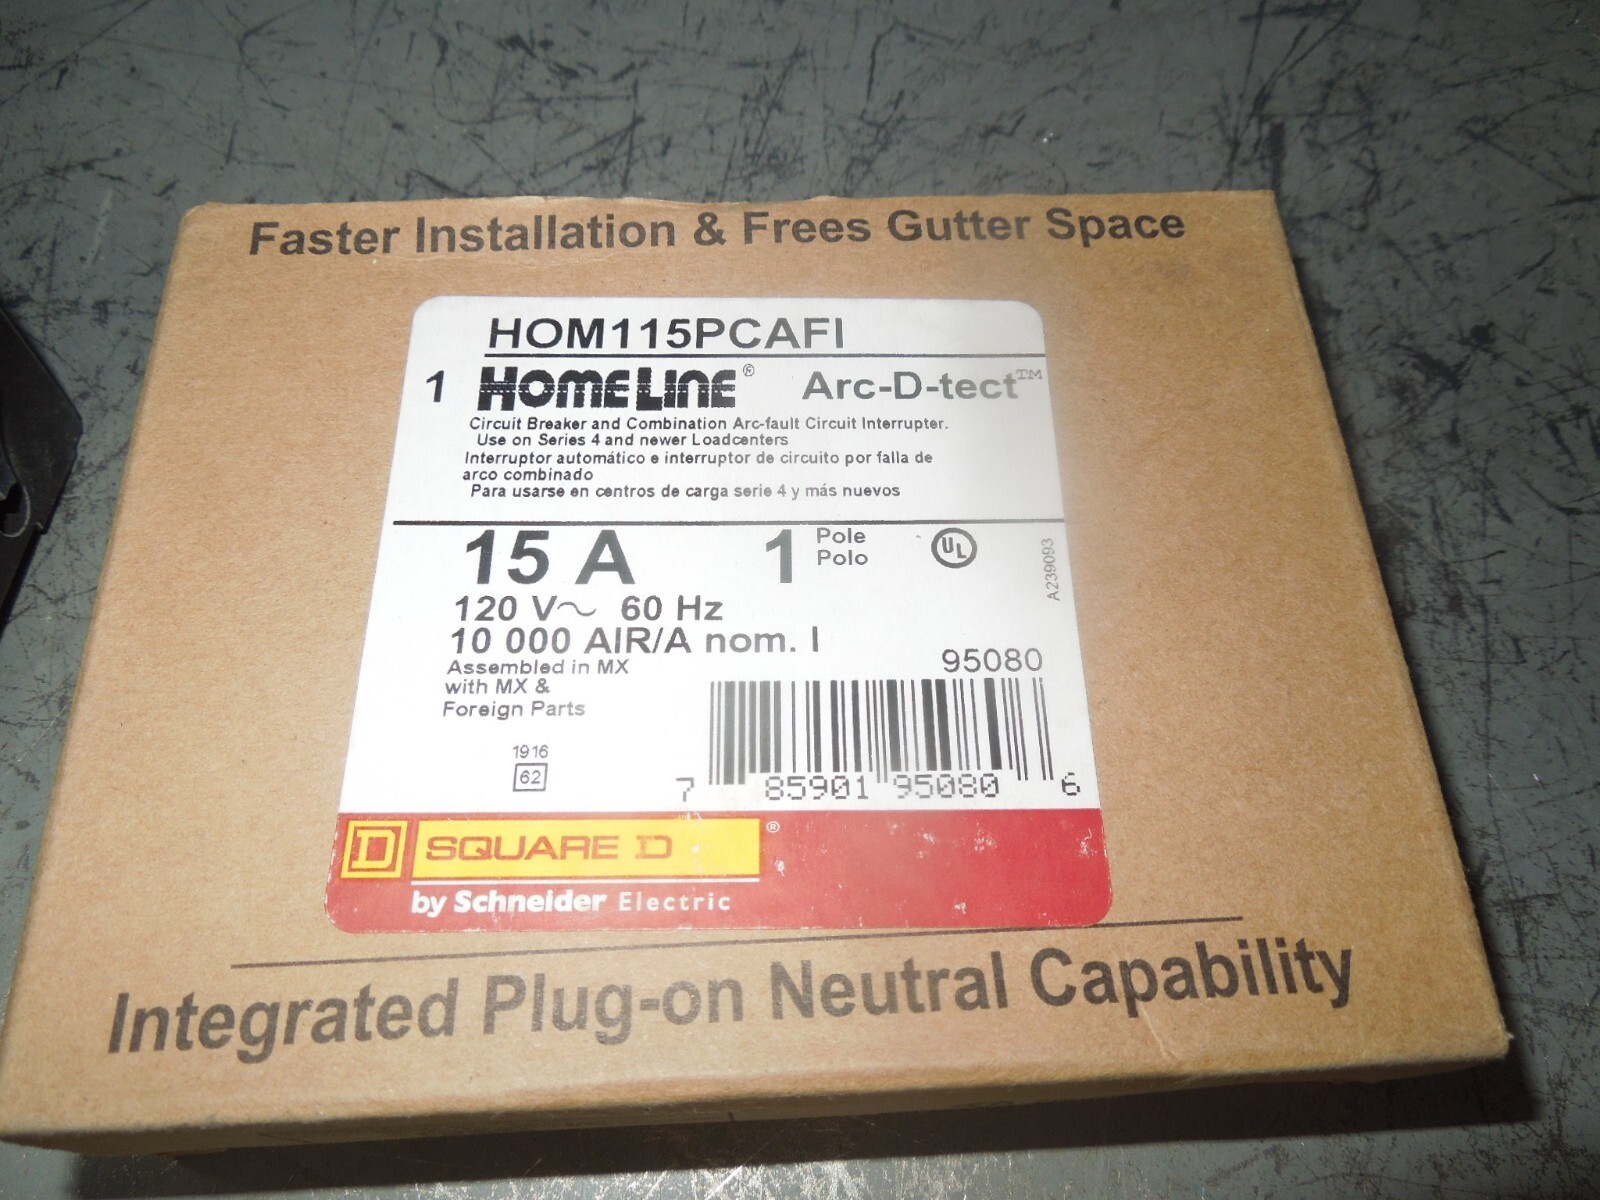 Faster Installation & Frees Gutter Space
HOM115PCAFI
1 HOMELINE® Arc-D-tect™
Circuit Breaker and Combination Arc-fault Circuit Interrupter.
Use on Series 4 and newer Loadcenters
Interruptor automático e interruptor de circuito por falla de
arco combinado
Para usarse en centros de carga serie 4 y más nuevos
15 A 1 Pole
Polo
UL
A239093
120 V~ 60 Hz
10 000 AIR/A nom. I
Assembled in MX
with MX &
Foreign Parts
95080
1916
62
7 85901 95080 6
D SQUARE D®
by Schneider Electric
Integrated Plug-on Neutral Capability